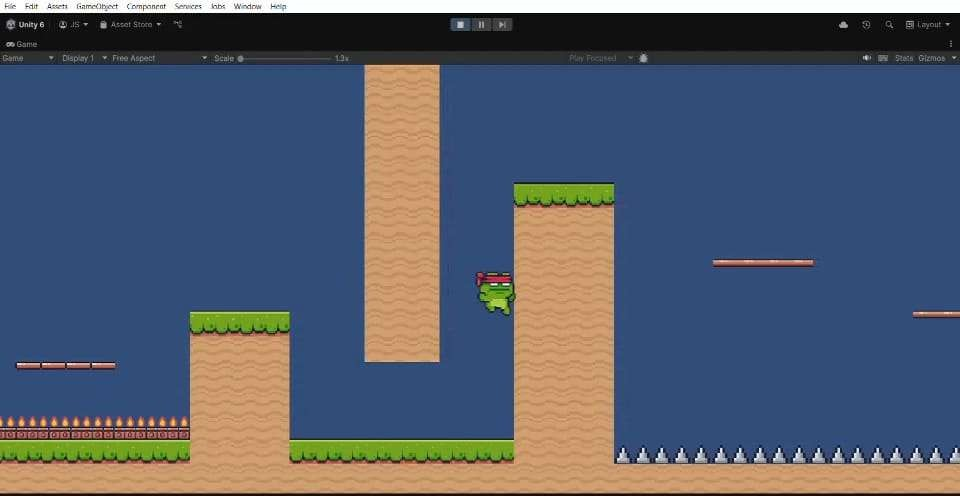 File Edit Assets GameObject Component Services Jobs Window Help
Unity 6 JS Asset Store Layout
Game
Game Display 1 Free Aspect Scale 1.3x Play Focused Stats Gizmos